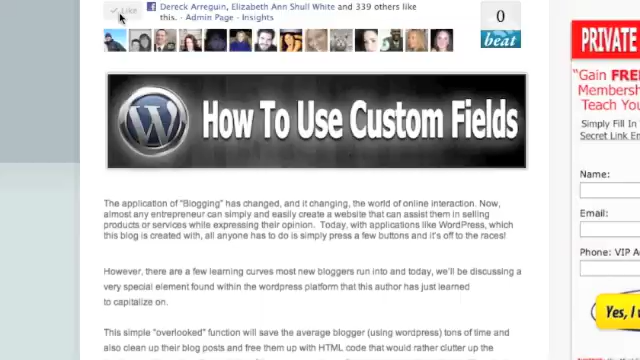 Like
Dereck Arreguin, Elizabeth Ann Shull White and 339 others like
this. · Admin Page · Insights
0
beat
PRIVATE
W
How To Use Custom Fields
"Gain FREE
Membersh
Teach You
Simply Fill In
Secret Link Em
Name:
Email:
Phone: VIP A
Yes, I
The application of "Blogging" has changed, and it changing, the world of online interaction. Now,
almost any entrepreneur can simply and easily create a website that can assist them in selling
products or services while expressing their opinion. Today, with applications like WordPress, which
this blog is created with, all anyone has to do is simply press a few buttons and it's off to the races!
However, there are a few learning curves most new bloggers run into and today, we'll be discussing a
very special element found within the wordpress platform that this author has just learned
to capitalize on.
This simple "overlooked" function will save the average blogger (using wordpress) tons of time and
also clean up their blog posts and free them up with HTML code that would rather clutter up the